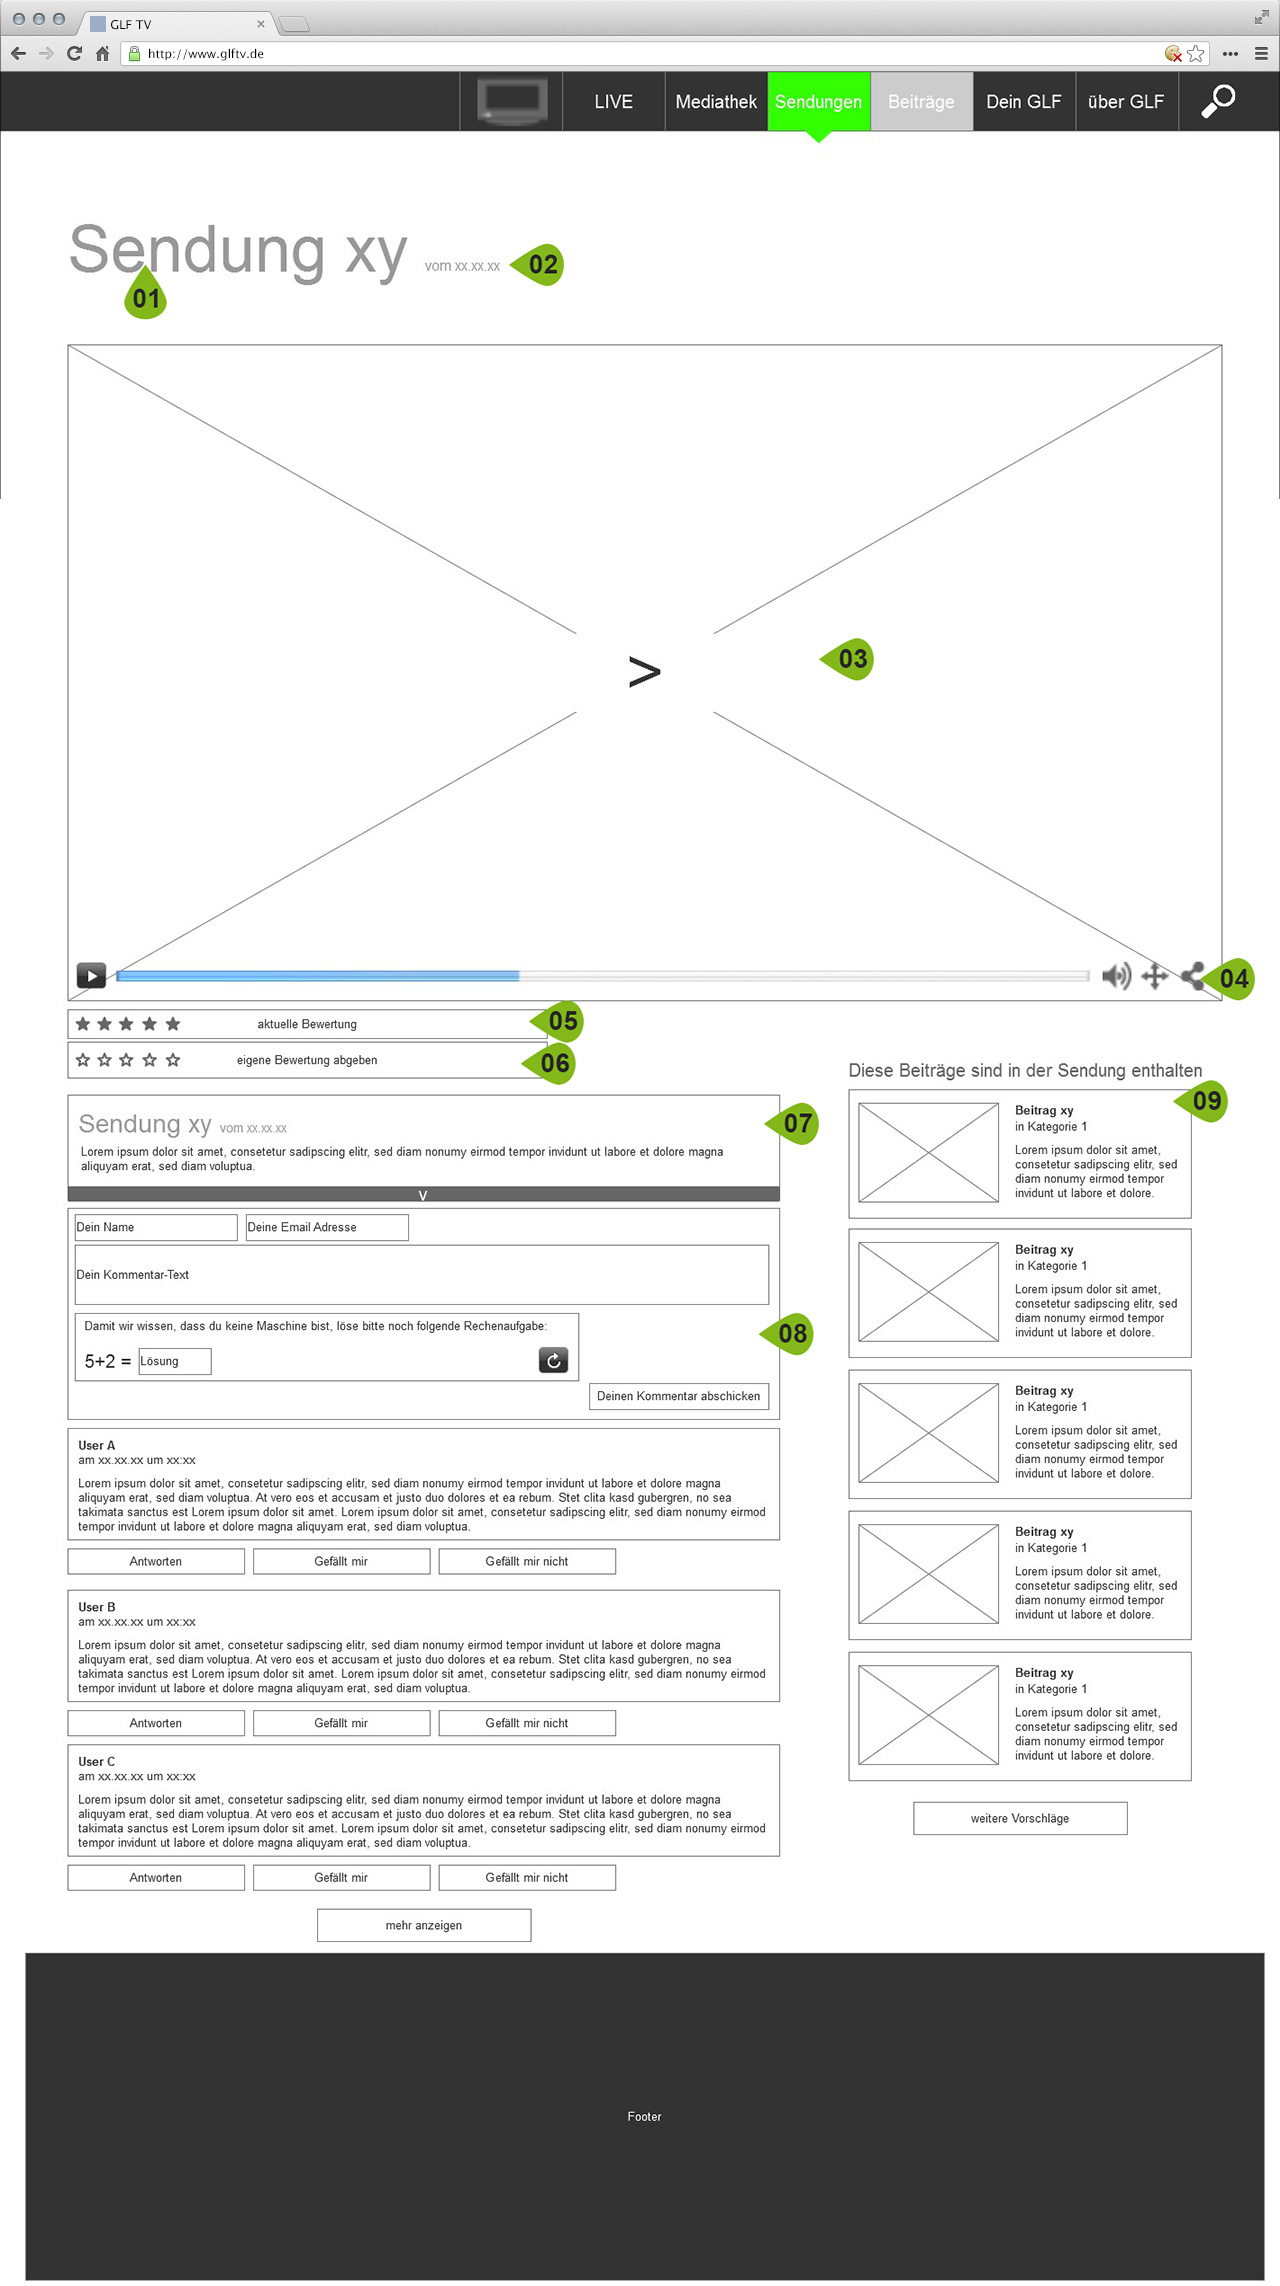 GLF TV
http://www.glftv.de
LIVE
Mediathek
Sendungen
Beiträge
Dein GLF
über GLF
Sendung xy vom xx.xx.xx
02
01
>
03
04
aktuelle Bewertung
05
eigene Bewertung abgeben
06
Sendung xy vom xx.xx.xx
07
Lorem ipsum dolor sit amet, consetetur sadipscing elitr, sed diam nonumy eirmod tempor invidunt ut labore et dolore magna
aliquyam erat, sed diam voluptua.
V
Dein Name
Deine Email Adresse
Dein Kommentar-Text
Damit wir wissen, dass du keine Maschine bist, löse bitte noch folgende Rechenaufgabe:
5+2 =
Lösung
08
Deinen Kommentar abschicken
User A
am xx.xx.xx um xx:xx
Lorem ipsum dolor sit amet, consetetur sadipscing elitr, sed diam nonumy eirmod tempor invidunt ut labore et dolore magna
aliquyam erat, sed diam voluptua. At vero eos et accusam et justo duo dolores et ea rebum. Stet clita kasd gubergren, no sea
takimata sanctus est Lorem ipsum dolor sit amet. Lorem ipsum dolor sit amet, consetetur sadipscing elitr, sed diam nonumy eirmod
tempor invidunt ut labore et dolore magna aliquyam erat, sed diam voluptua.
Antworten
Gefällt mir
Gefällt mir nicht
User B
am xx.xx.xx um xx:xx
Lorem ipsum dolor sit amet, consetetur sadipscing elitr, sed diam nonumy eirmod tempor invidunt ut labore et dolore magna
aliquyam erat, sed diam voluptua. At vero eos et accusam et justo duo dolores et ea rebum. Stet clita kasd gubergren, no sea
takimata sanctus est Lorem ipsum dolor sit amet. Lorem ipsum dolor sit amet, consetetur sadipscing elitr, sed diam nonumy eirmod
tempor invidunt ut labore et dolore magna aliquyam erat, sed diam voluptua.
Antworten
Gefällt mir
Gefällt mir nicht
User C
am xx.xx.xx um xx:xx
Lorem ipsum dolor sit amet, consetetur sadipscing elitr, sed diam nonumy eirmod tempor invidunt ut labore et dolore magna
aliquyam erat, sed diam voluptua. At vero eos et accusam et justo duo dolores et ea rebum. Stet clita kasd gubergren, no sea
takimata sanctus est Lorem ipsum dolor sit amet. Lorem ipsum dolor sit amet, consetetur sadipscing elitr, sed diam nonumy eirmod
tempor invidunt ut labore et dolore magna aliquyam erat, sed diam voluptua.
Antworten
Gefällt mir
Gefällt mir nicht
mehr anzeigen
Diese Beiträge sind in der Sendung enthalten
09
Beitrag xy
in Kategorie 1
Lorem ipsum dolor sit amet,
consetetur sadipscing elitr, sed
diam nonumy eirmod tempor
invidunt ut labore et dolore.
Beitrag xy
in Kategorie 1
Lorem ipsum dolor sit amet,
consetetur sadipscing elitr, sed
diam nonumy eirmod tempor
invidunt ut labore et dolore.
Beitrag xy
in Kategorie 1
Lorem ipsum dolor sit amet,
consetetur sadipscing elitr, sed
diam nonumy eirmod tempor
invidunt ut labore et dolore.
Beitrag xy
in Kategorie 1
Lorem ipsum dolor sit amet,
consetetur sadipscing elitr, sed
diam nonumy eirmod tempor
invidunt ut labore et dolore.
Beitrag xy
in Kategorie 1
Lorem ipsum dolor sit amet,
consetetur sadipscing elitr, sed
diam nonumy eirmod tempor
invidunt ut labore et dolore.
weitere Vorschläge
Footer